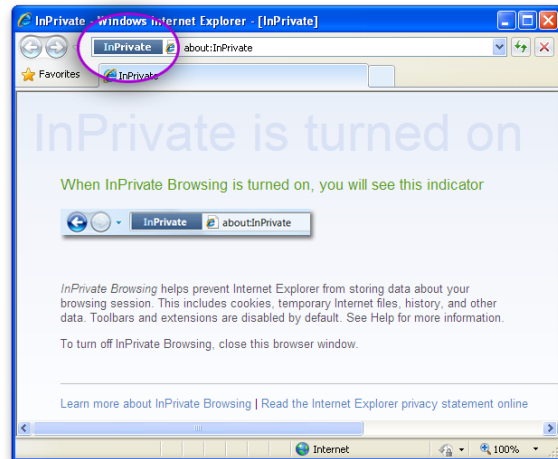 InPrivate - Windows Internet Explorer - [InPrivate]
InPrivate about:InPrivate
Favorites InPrivate
InPrivate is turned on
When InPrivate Browsing is turned on, you will see this indicator
InPrivate about:InPrivate
InPrivate Browsing helps prevent Internet Explorer from storing data about your
browsing session. This includes cookies, temporary Internet files, history, and other
data. Toolbars and extensions are disabled by default. See Help for more information.
To turn off InPrivate Browsing, close this browser window.
Learn more about InPrivate Browsing | Read the Internet Explorer privacy statement online
Internet 100%